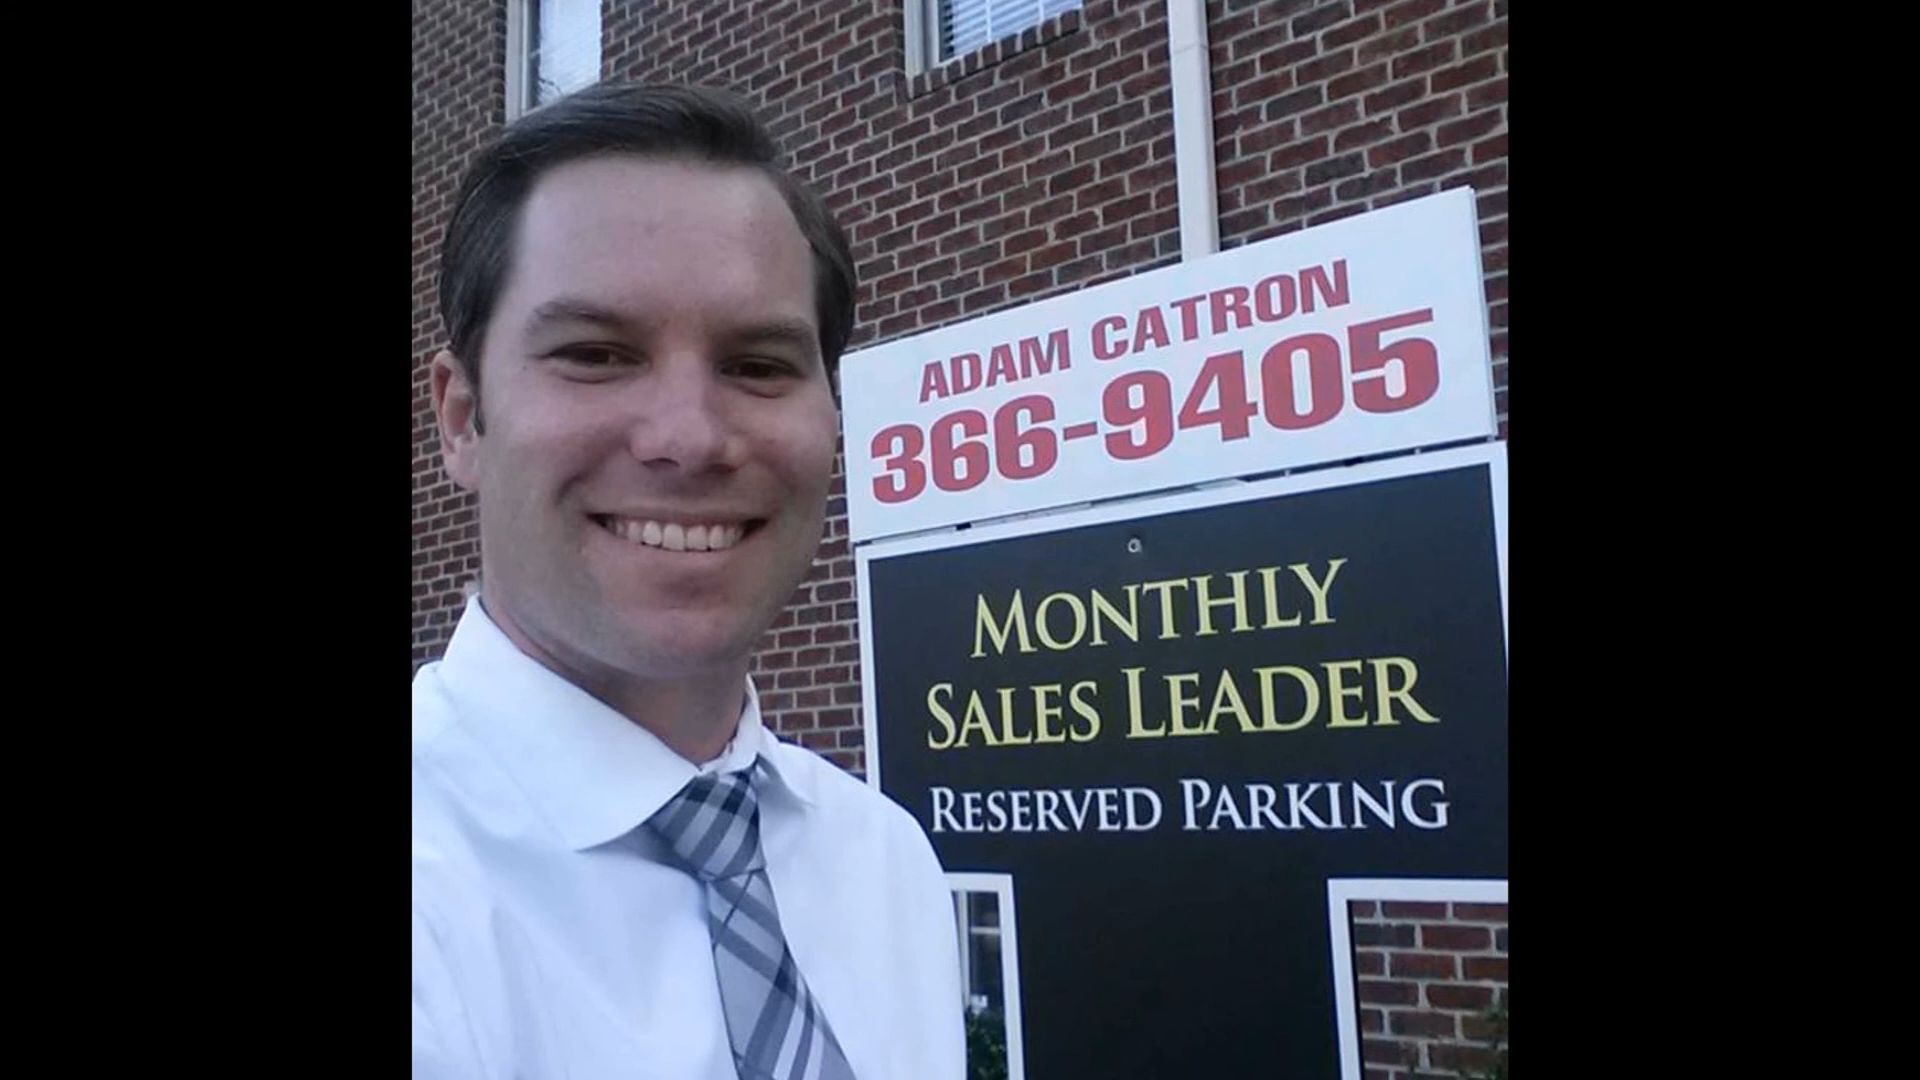 ADAM CATRON
366-9405
MONTHLY
SALES LEADER
RESERVED PARKING